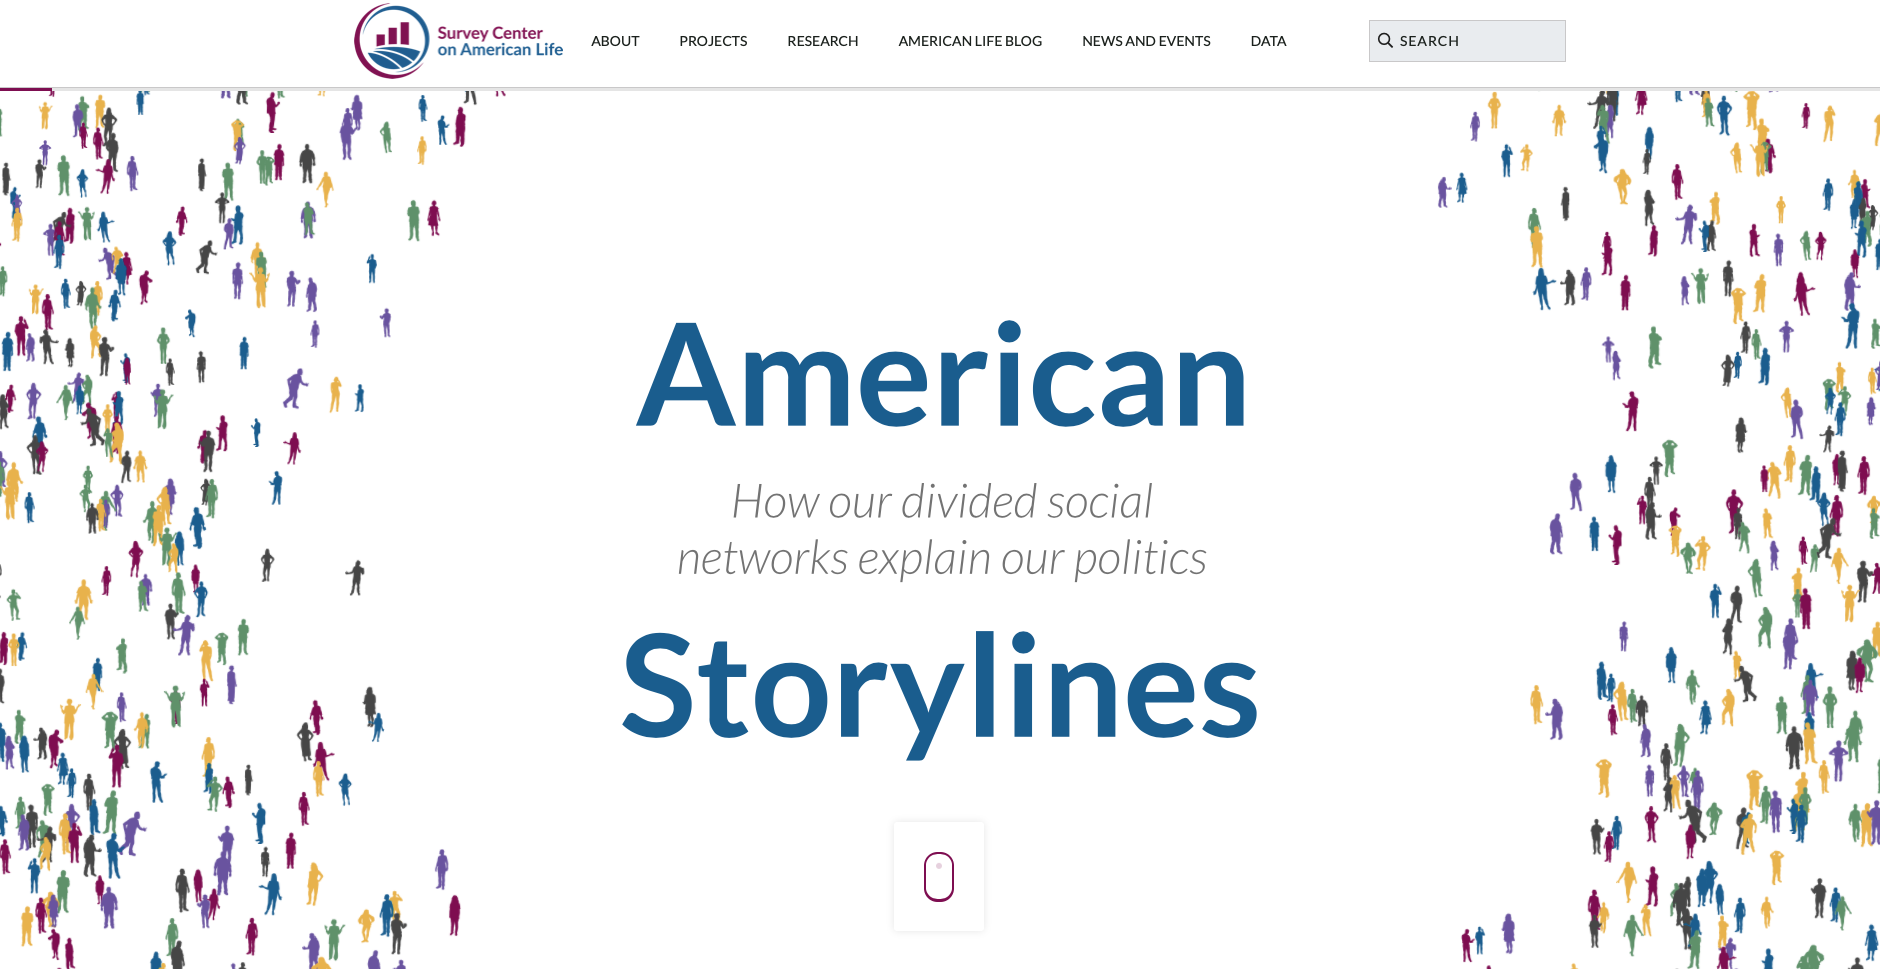 Survey Center
on American Life
ABOUT
PROJECTS
RESEARCH
AMERICAN LIFE BLOG
NEWS AND EVENTS
DATA
SEARCH
American
How our divided social
networks explain our politics
Storylines